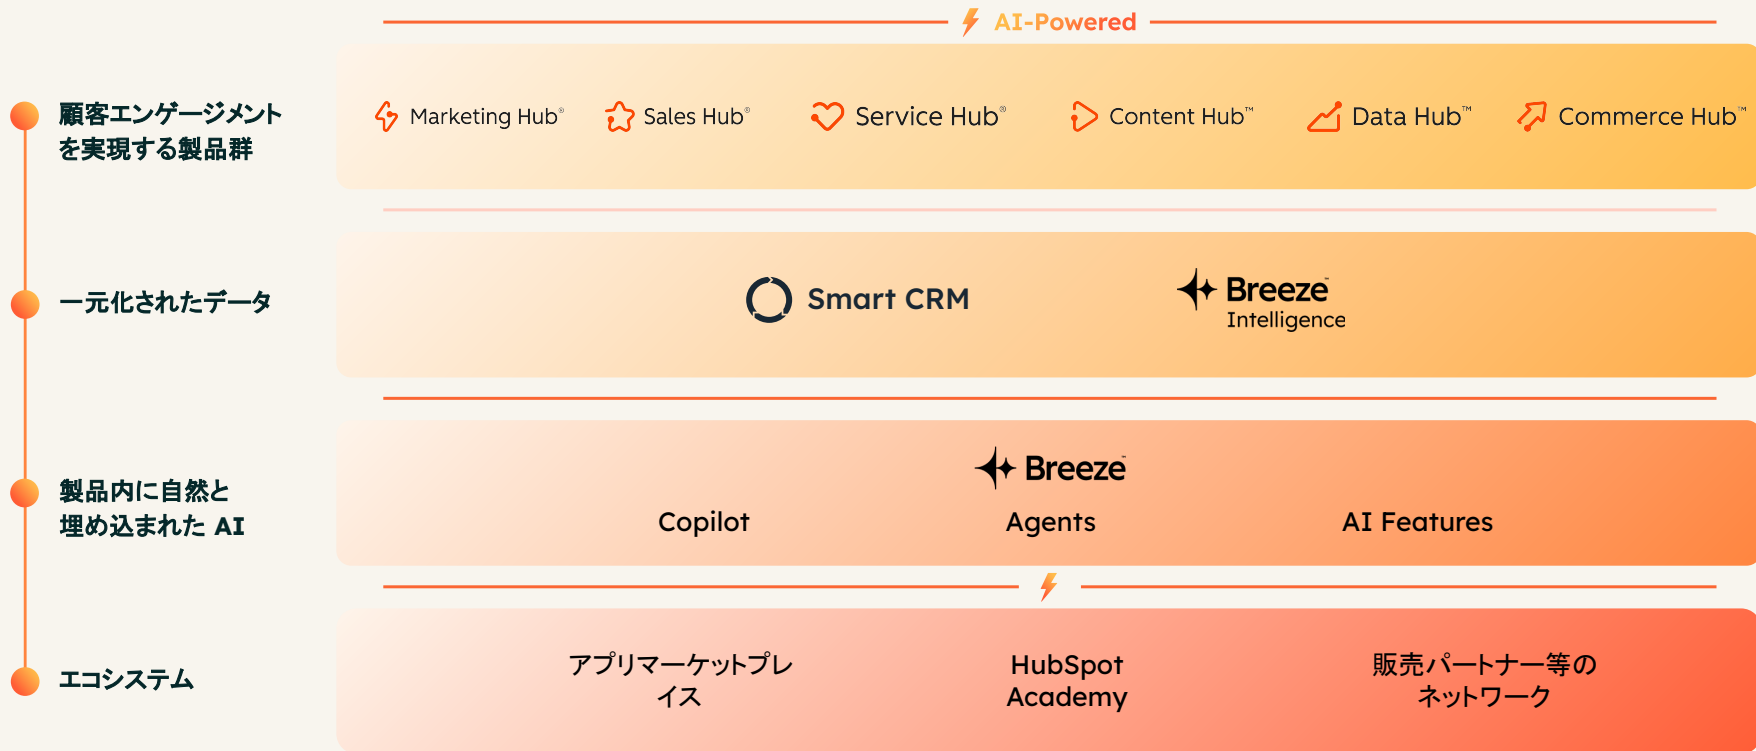 AI-Powered
顧客エンゲージメント
を実現する製品群
Marketing Hub® Sales Hub® Service Hub® Content Hub™ Data Hub™ Commerce Hub™
一元化されたデータ
Smart CRM
Breeze™
Intelligence
製品内に自然と
埋め込まれた AI
Breeze™
Copilot Agents AI Features
エコシステム
アプリマーケットプレ
イス
HubSpot
Academy
販売パートナー等の
ネットワーク